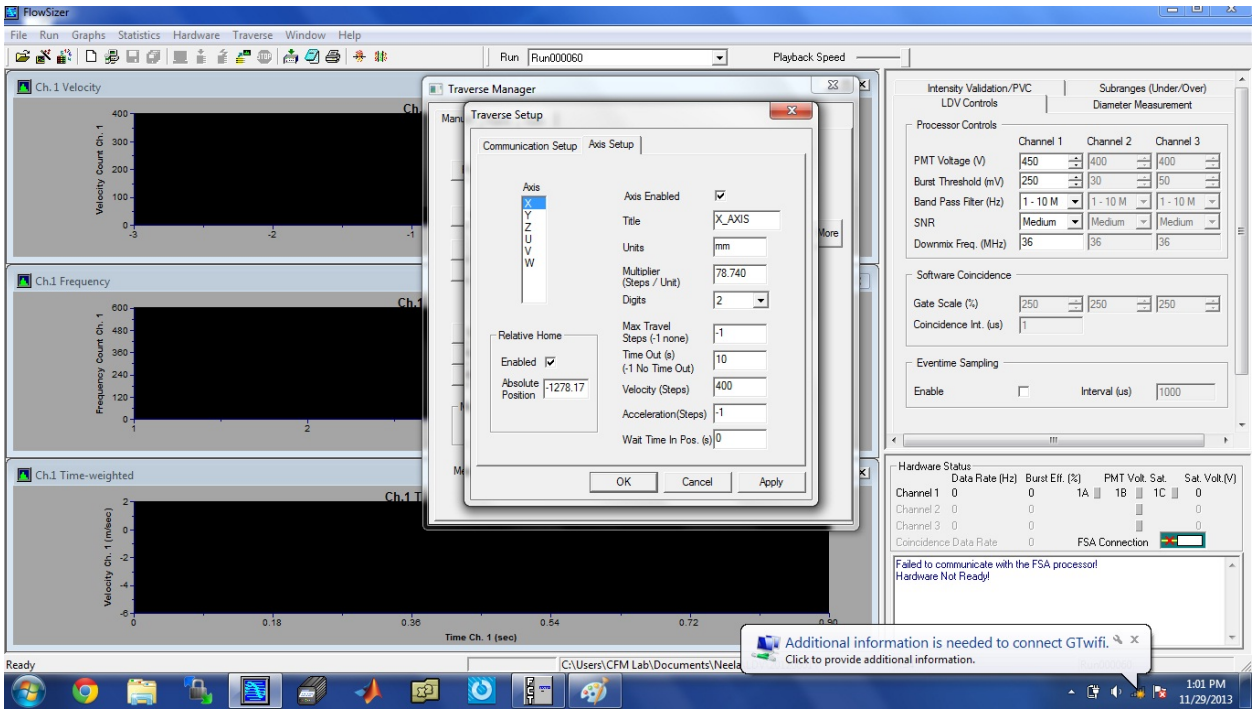 FlowSizer
File Run Graphs Statistics Hardware Traverse Window Help
Run Run000060 Playback Speed
Ch. 1 Velocity
Ch.
Velocity Count Ch. 1
400
300
200
100
0
-3 -2 -1
Ch.1 Frequency
Ch.1
Frequency Count Ch. 1
600
480
360
240
120
0
1 2
Ch.1 Time-weighted
Ch.1 T
Velocity Ch. 1 (m/sec)
2
0
-2
-4
-6
0 0.18 0.36 0.54 0.72 0.90
Time Ch. 1 (sec)
Traverse Manager
More
Traverse Setup
Communication Setup Axis Setup
Axis
X
Y
Z
U
V
W
Relative Home
Enabled
Absolute Position -1278.17
Axis Enabled
Title X_AXIS
Units mm
Multiplier (Steps / Unit) 78.740
Digits 2
Max Travel Steps (-1 none) -1
Time Out (s) (-1 No Time Out) 10
Velocity (Steps) 400
Acceleration(Steps) -1
Wait Time In Pos. (s) 0
OK Cancel Apply
Intensity Validation/PVC Subranges (Under/Over)
LDV Controls Diameter Measurement
Processor Controls
Channel 1 Channel 2 Channel 3
PMT Voltage (V) 450 400 400
Burst Threshold (mV) 250 30 50
Band Pass Filter (Hz) 1 - 10 M 1 - 10 M 1 - 10 M
SNR Medium Medium Medium
Downmix Freq. (MHz) 36 36 36
Software Coincidence
Gate Scale (%) 250 250 250
Coincidence Int. (us) 1
Eventime Sampling
Enable Interval (us) 1000
Hardware Status
Data Rate (Hz) Burst Eff. (%) PMT Volt. Sat. Sat. Volt.(V)
Channel 1 0 0 1A 1B 1C 0
Channel 2 0 0 0
Channel 3 0 0 0
Coincidence Data Rate 0 FSA Connection
Failed to communicate with the FSA processor!
Hardware Not Ready!
Additional information is needed to connect GTwifi.
Click to provide additional information.
Ready C:\Users\CFM Lab\Documents\Neela
1:01 PM
11/29/2013